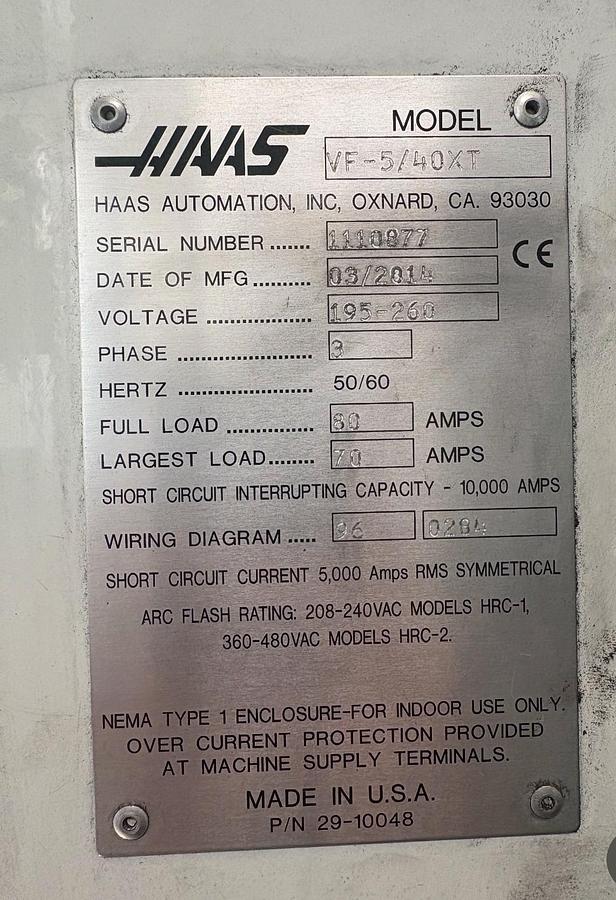 HAAS
MODEL VF-5/40XT
HAAS AUTOMATION, INC, OXNARD, CA. 93030
SERIAL NUMBER ....... 1110877
CE
DATE OF MFG .......... 03/2014
VOLTAGE .................. 195-260
PHASE ....................... 3
HERTZ ....................... 50/60
FULL LOAD ............... 80 AMPS
LARGEST LOAD........ 70 AMPS
SHORT CIRCUIT INTERRUPTING CAPACITY - 10,000 AMPS
WIRING DIAGRAM ..... 96 0284
SHORT CIRCUIT CURRENT 5,000 Amps RMS SYMMETRICAL
ARC FLASH RATING: 208-240VAC MODELS HRC-1,
360-480VAC MODELS HRC-2.
NEMA TYPE 1 ENCLOSURE-FOR INDOOR USE ONLY.
OVER CURRENT PROTECTION PROVIDED
AT MACHINE SUPPLY TERMINALS.
MADE IN U.S.A.
P/N 29-10048